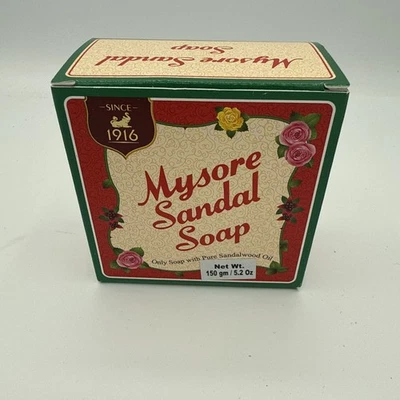 Mysore Sandal
Soap
-SINCE-
1916
Mysore
Sandal
Soap
Only Soap with Pure Sandalwood Oil
Net Wt.
150 gm / 5.2 Oz